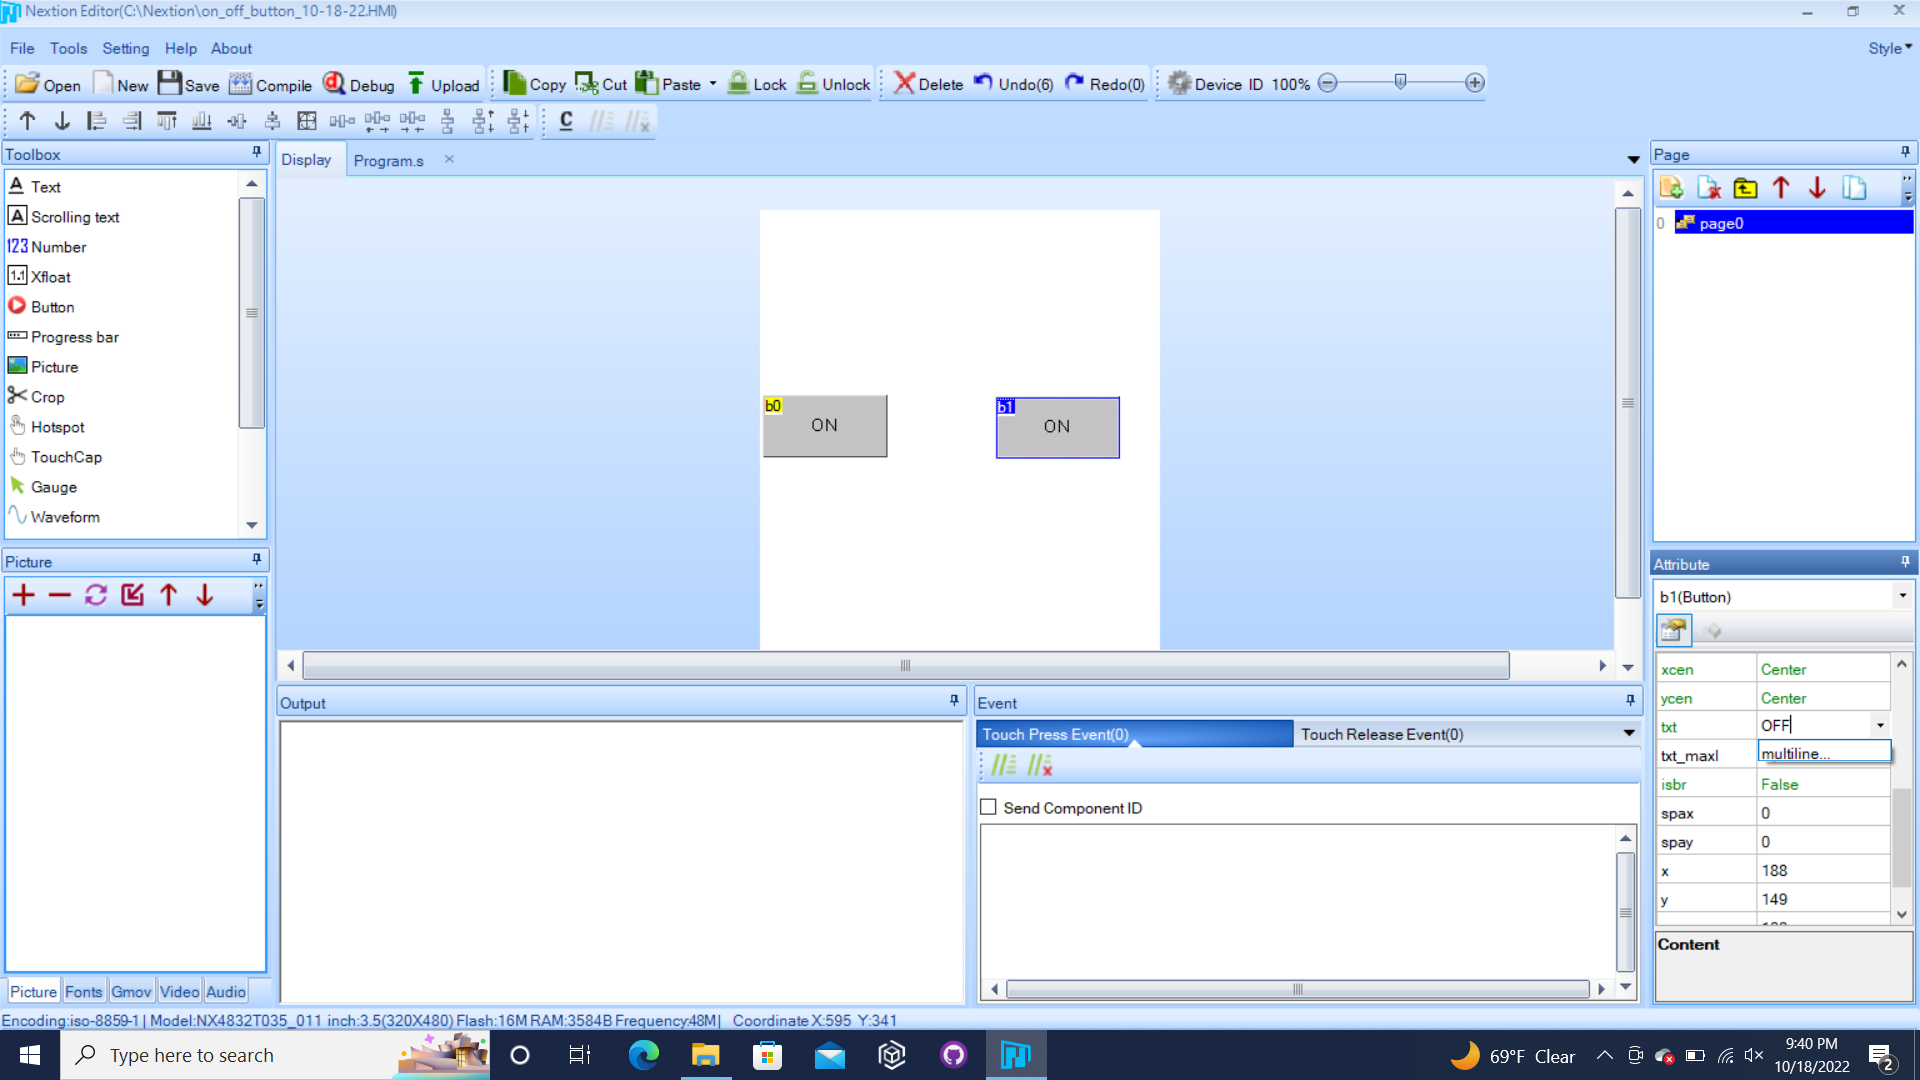 Nextion Editor(C:\Nextion\on_off_button_10-18-22.HMI)
File Tools Setting Help About
Style
Open New Save Compile Debug Upload Copy Cut Paste Lock Unlock Delete Undo(6) Redo(0) Device ID 100%
C
Toolbox
A Text
A Scrolling text
123 Number
1.1 Xfloat
Button
Progress bar
Picture
Crop
Hotspot
TouchCap
Gauge
Waveform
Picture
Picture Fonts Gmov Video Audio
Display Program.s
b0
ON
b1
ON
Output
Event
Touch Press Event(0) Touch Release Event(0)
Send Component ID
Page
0 page0
Attribute
b1(Button)
xcen Center
ycen Center
txt OFF
txt_maxl multiline...
isbr False
spax 0
spay 0
x 188
y 149
Content
Encoding:iso-8859-1 | Model:NX4832T035_011 inch:3.5(320X480) Flash:16M RAM:3584B Frequency:48M | Coordinate X:595 Y:341
Type here to search
69°F Clear
9:40 PM
10/18/2022
2